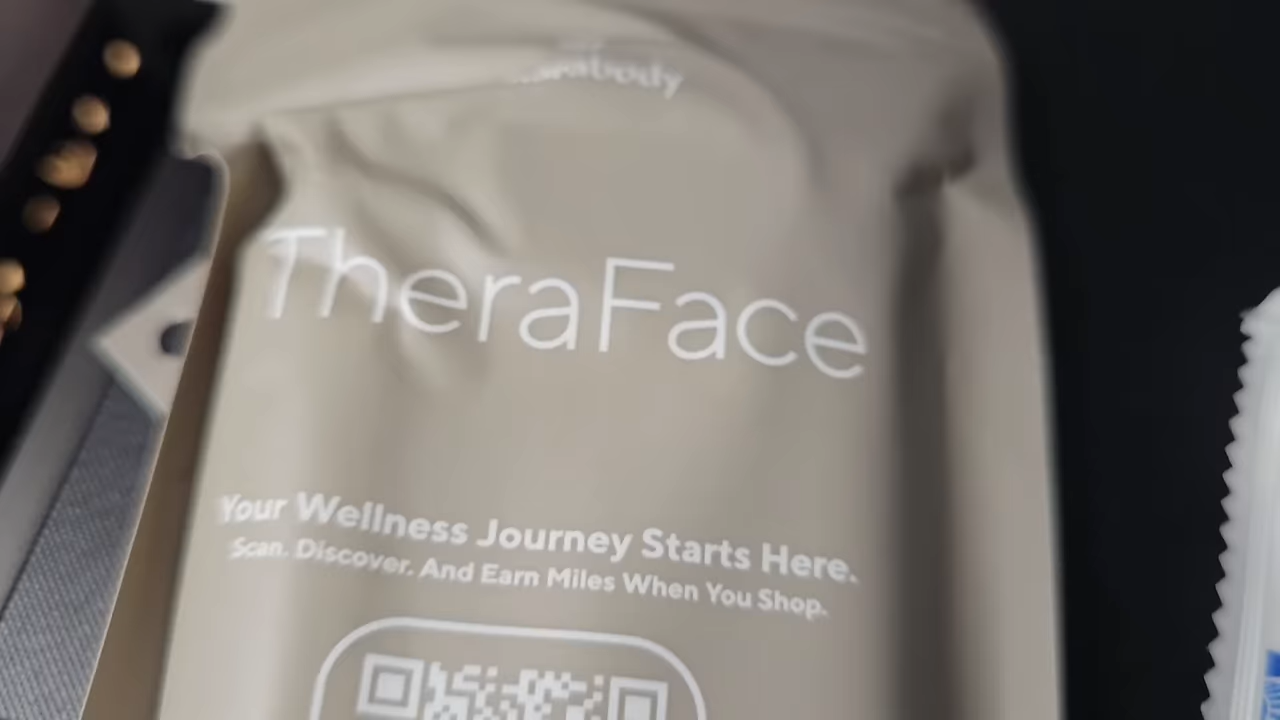 TheraFace
Your Wellness Journey Starts Here.
Scan. Discover. And Earn Miles When You Shop.